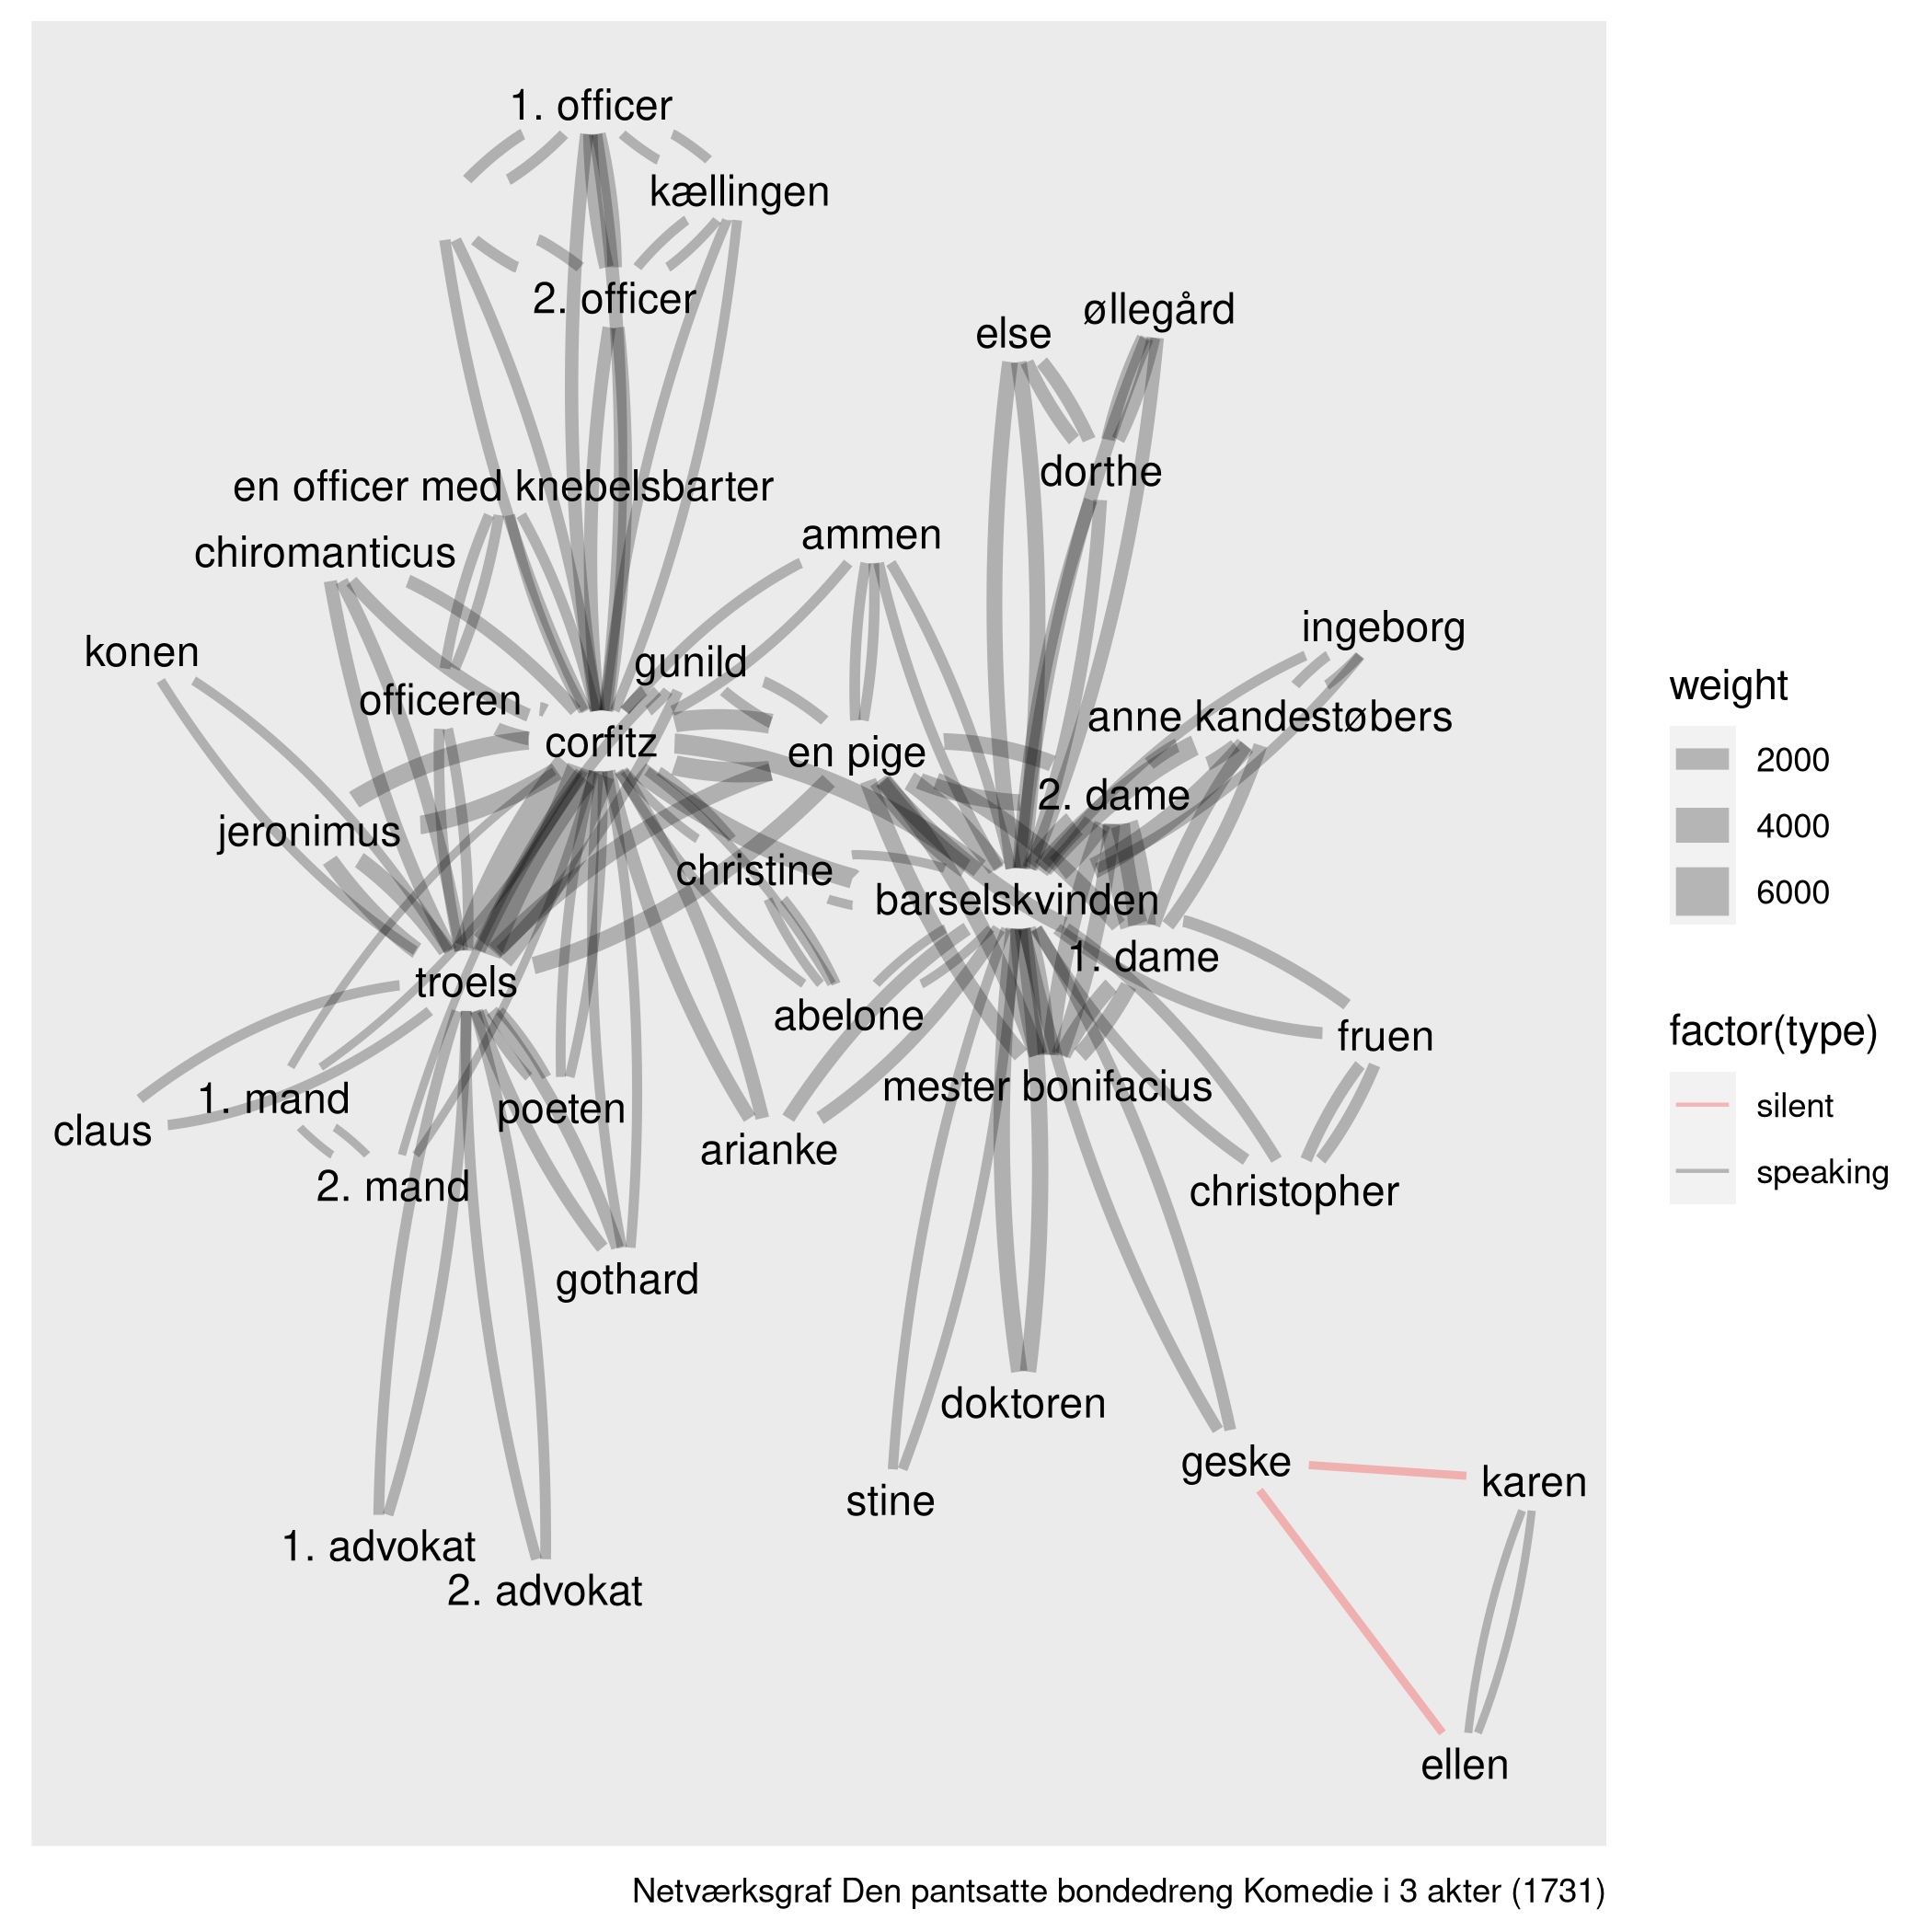 1. officer
kællingen
2. officer
øllegård
else
dorthe
en officer med knebelsbarter
ammen
chiromanticus
ingeborg
konen
gunild
officeren
anne kandestøbers
corfitz
en pige
2. dame
jeronimus
christine
barselskvinden
1. dame
troels
abelone
fruen
mester bonifacius
1. mand
poeten
claus
arianke
2. mand
christopher
gothard
doktoren
geske
karen
stine
1. advokat
2. advokat
ellen
weight
2000
4000
6000
factor(type)
silent
speaking
Netværksgraf Den pantsatte bondedreng Komedie i 3 akter (1731)